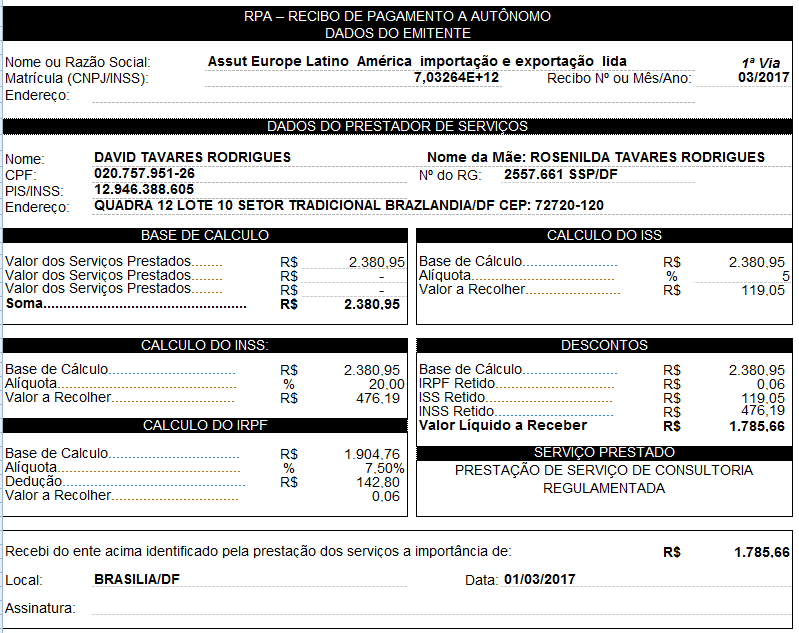 RPA – RECIBO DE PAGAMENTO A AUTÔNOMO
DADOS DO EMITENTE
Nome ou Razão Social: Assut Europe Latino América importação e exportação lida 1ª Via
Matrícula (CNPJ/INSS): 7,03264E+12 Recibo Nº ou Mês/Ano: 03/2017
Endereço:
DADOS DO PRESTADOR DE SERVIÇOS
Nome: DAVID TAVARES RODRIGUES Nome da Mãe: ROSENILDA TAVARES RODRIGUES
CPF: 020.757.951-26 Nº do RG: 2557.661 SSP/DF
PIS/INSS: 12.946.388.605
Endereço: QUADRA 12 LOTE 10 SETOR TRADICIONAL BRAZLANDIA/DF CEP: 72720-120
BASE DE CALCULO
Valor dos Serviços Prestados....... R$ 2.380,95
Valor dos Serviços Prestados....... R$ -
Valor dos Serviços Prestados........ R$ -
Soma.............................................. R$ 2.380,95
CALCULO DO ISS
Base de Cálculo...................... R$ 2.380,95
Alíquota.................................. % 5
Valor a Recolher..................... R$ 119,05
CALCULO DO INSS:
Base de Cálculo............................. R$ 2.380,95
Alíquota......................................... % 20,00
Valor a Recolher............................ R$ 476,19
DESCONTOS
Base de Cálculo...................... R$ 2.380,95
IRPF Retido............................ R$ 0,06
ISS Retido.............................. R$ 119,05
INSS Retido............................ R$ 476,19
Valor Líquido a Receber R$ 1.785,66
CALCULO DO IRPF
Base de Cálculo............................. R$ 1.904,76
Alíquota......................................... % 7,50%
Dedução......................................... R$ 142,80
Valor a Recolher............................ 0,06
SERVIÇO PRESTADO
PRESTAÇÃO DE SERVIÇO DE CONSULTORIA
REGULAMENTADA
Recebi do ente acima identificado pela prestação dos serviços a importância de: R$ 1.785,66
Local: BRASILIA/DF Data: 01/03/2017
Assinatura: